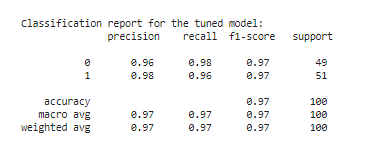 Classification report for the tuned model:
precision recall f1-score support
0 0.96 0.98 0.97 49
1 0.98 0.96 0.97 51
accuracy 0.97 100
macro avg 0.97 0.97 0.97 100
weighted avg 0.97 0.97 0.97 100